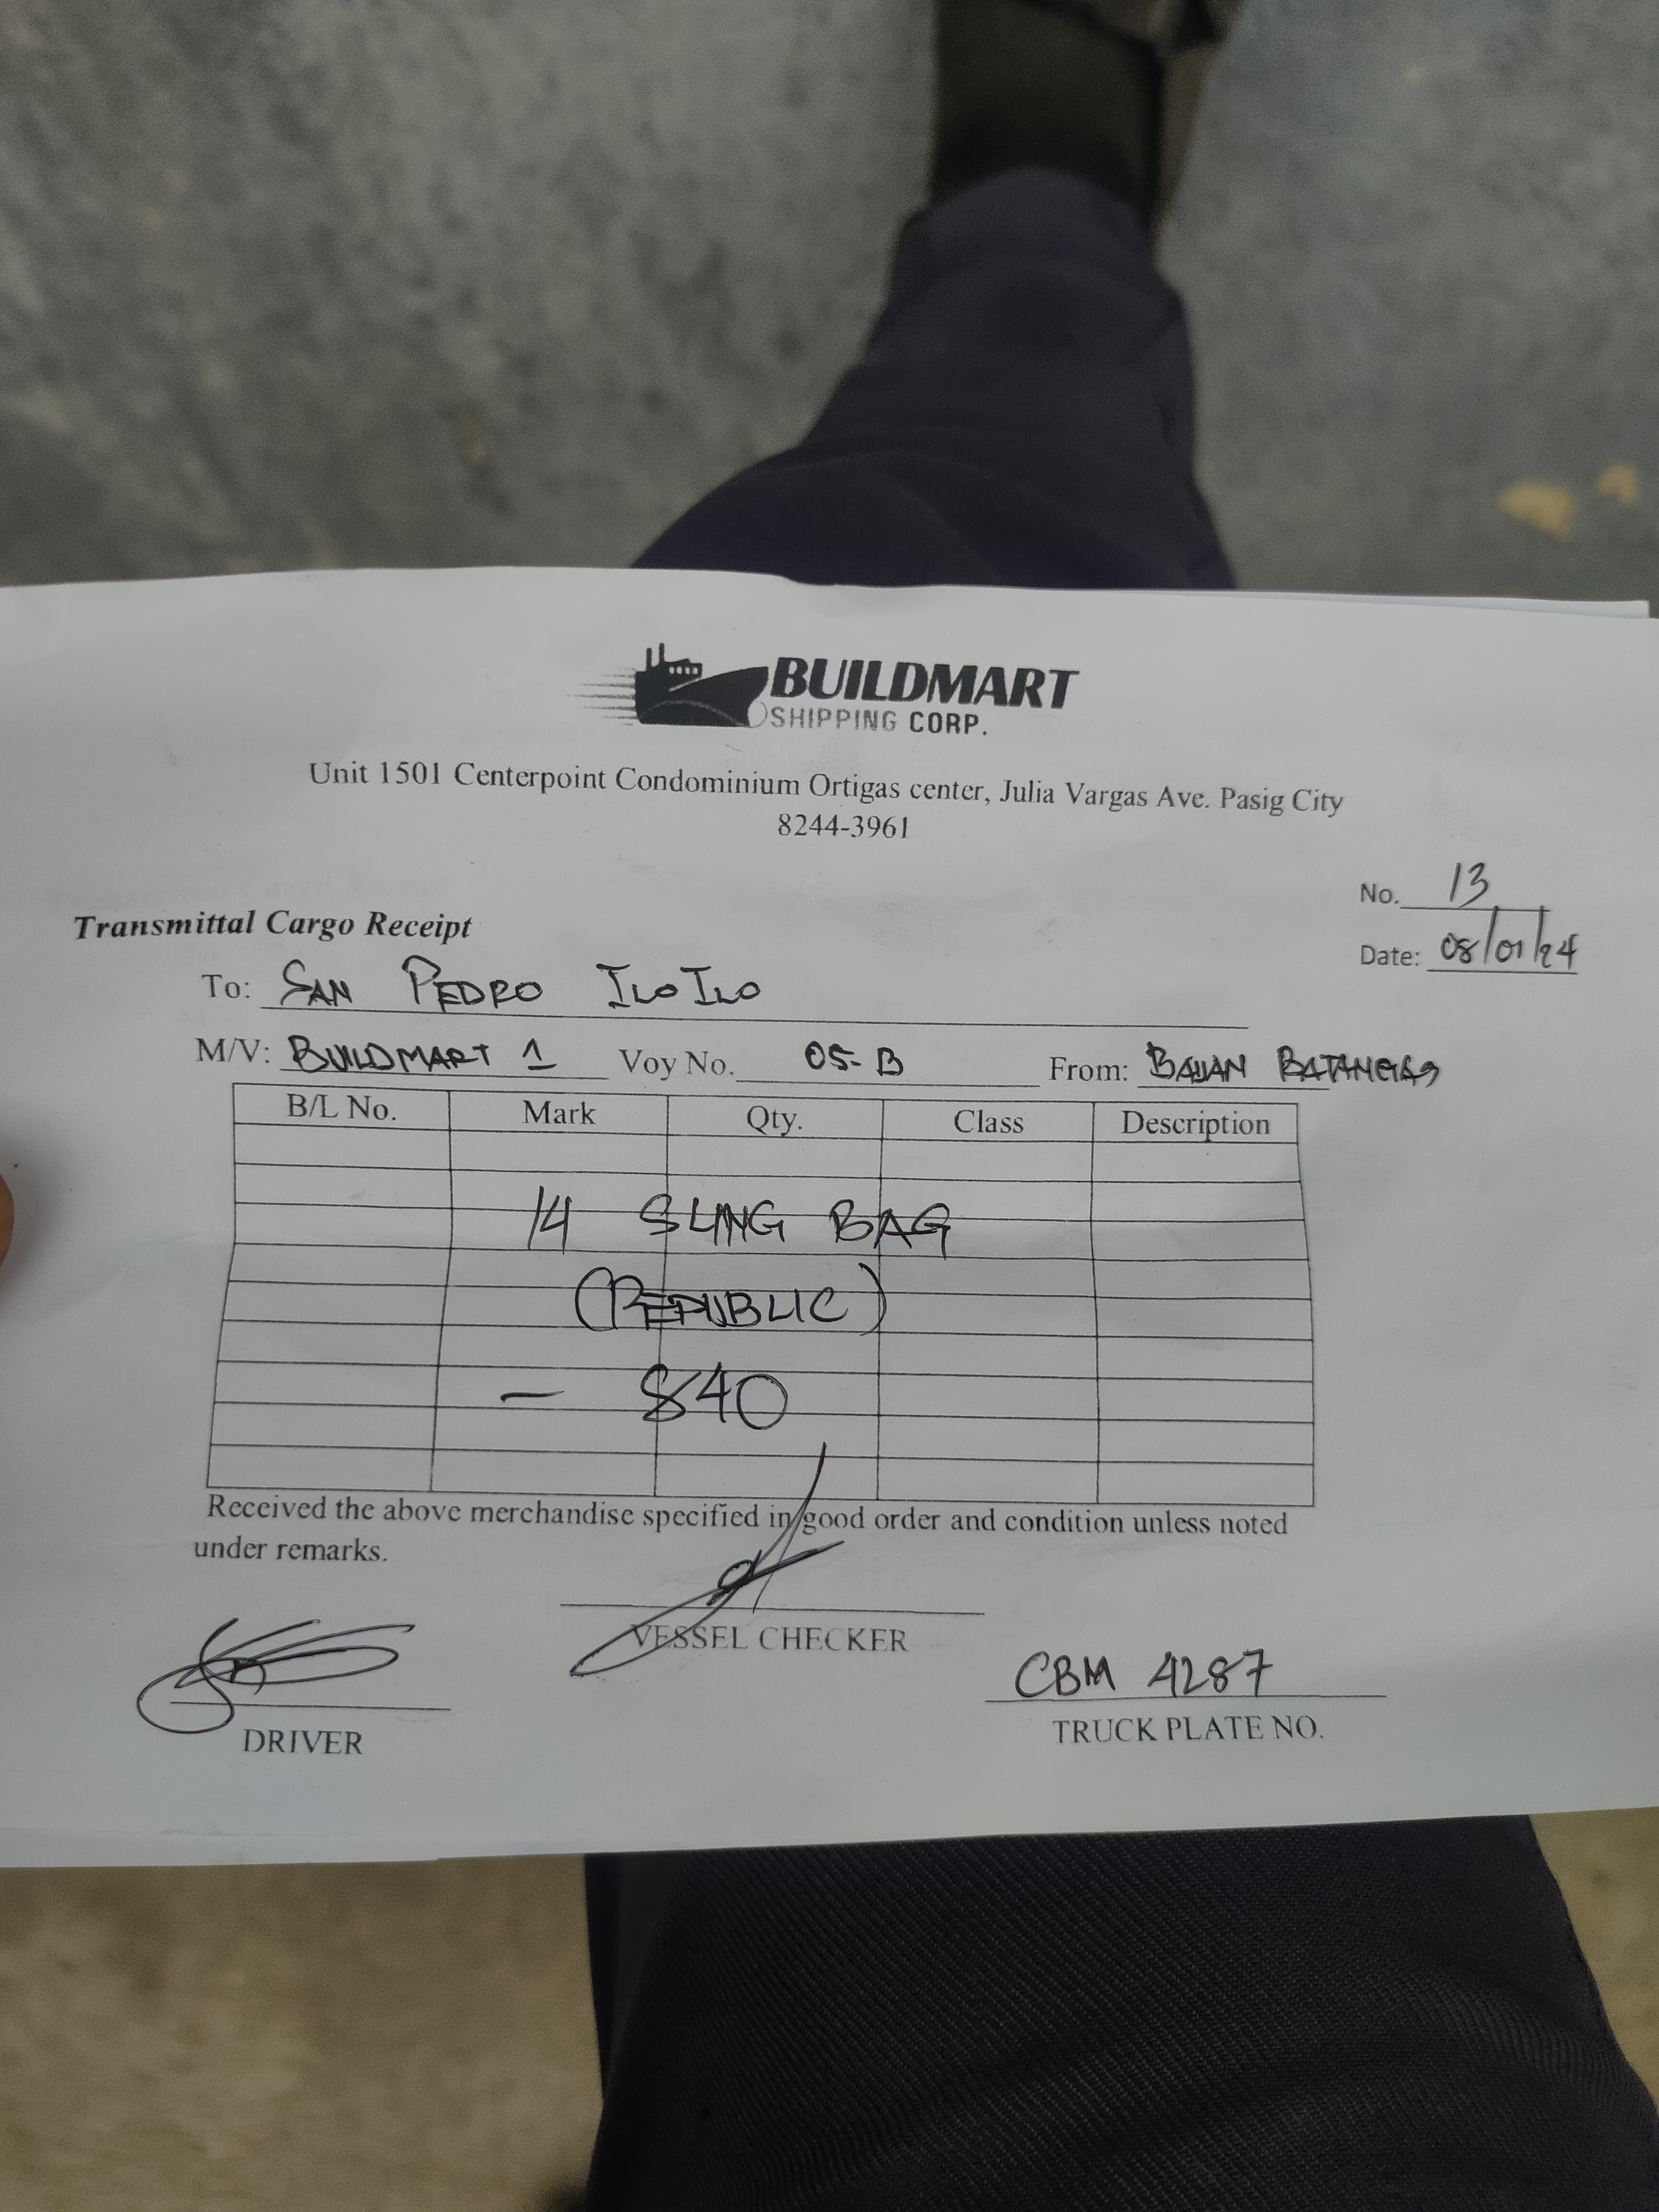 BUILDMART
SHIPPING CORP.
Unit 1501 Centerpoint Condominium Ortigas center, Julia Vargas Ave. Pasig City
8244-3961
No. 13
Transmittal Cargo Receipt
Date: 08/01/24
To: SAN PEDRO ILOILO
M/V: BUILDMART 1 Voy No. 05-B From: BAUAN BATANGAS
B/L No. Mark Qty. Class Description
14 SLING BAG
(REPUBLIC)
- 840
Received the above merchandise specified in good order and condition unless noted
under remarks.
VESSEL CHECKER
CBM 4287
DRIVER
TRUCK PLATE NO.